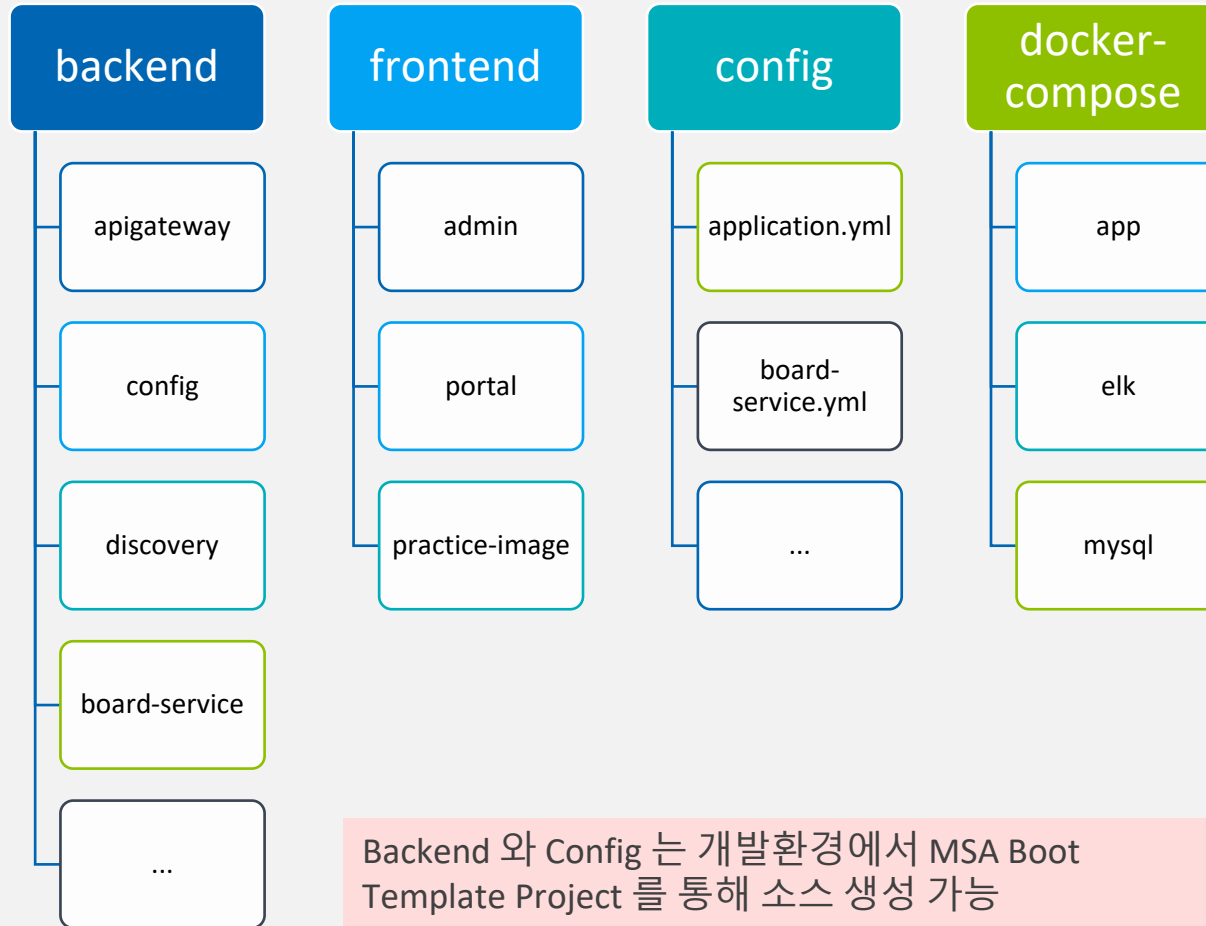 backend
apigateway
config
discovery
board-service
...
frontend
admin
portal
practice-image
config
application.yml
board-
service.yml
...
docker-
compose
app
elk
mysql
Backend 와 Config 는 개발환경에서 MSA Boot
Template Project 를 통해 소스 생성 가능